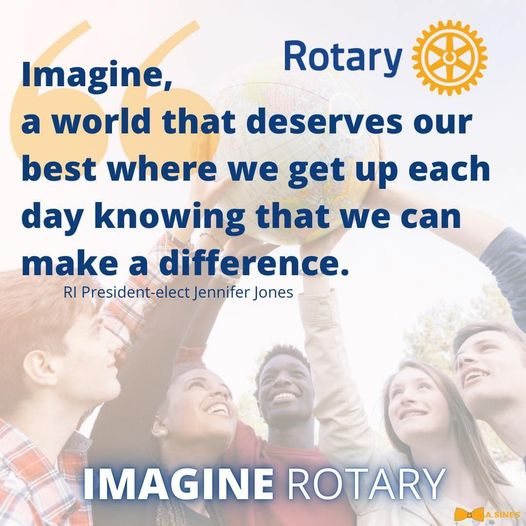 Rotary
Imagine,
a world that deserves our
best where we get up each
day knowing that we can
make a difference.
RI President-elect Jennifer Jones
IMAGINE ROTARY
A.SINES